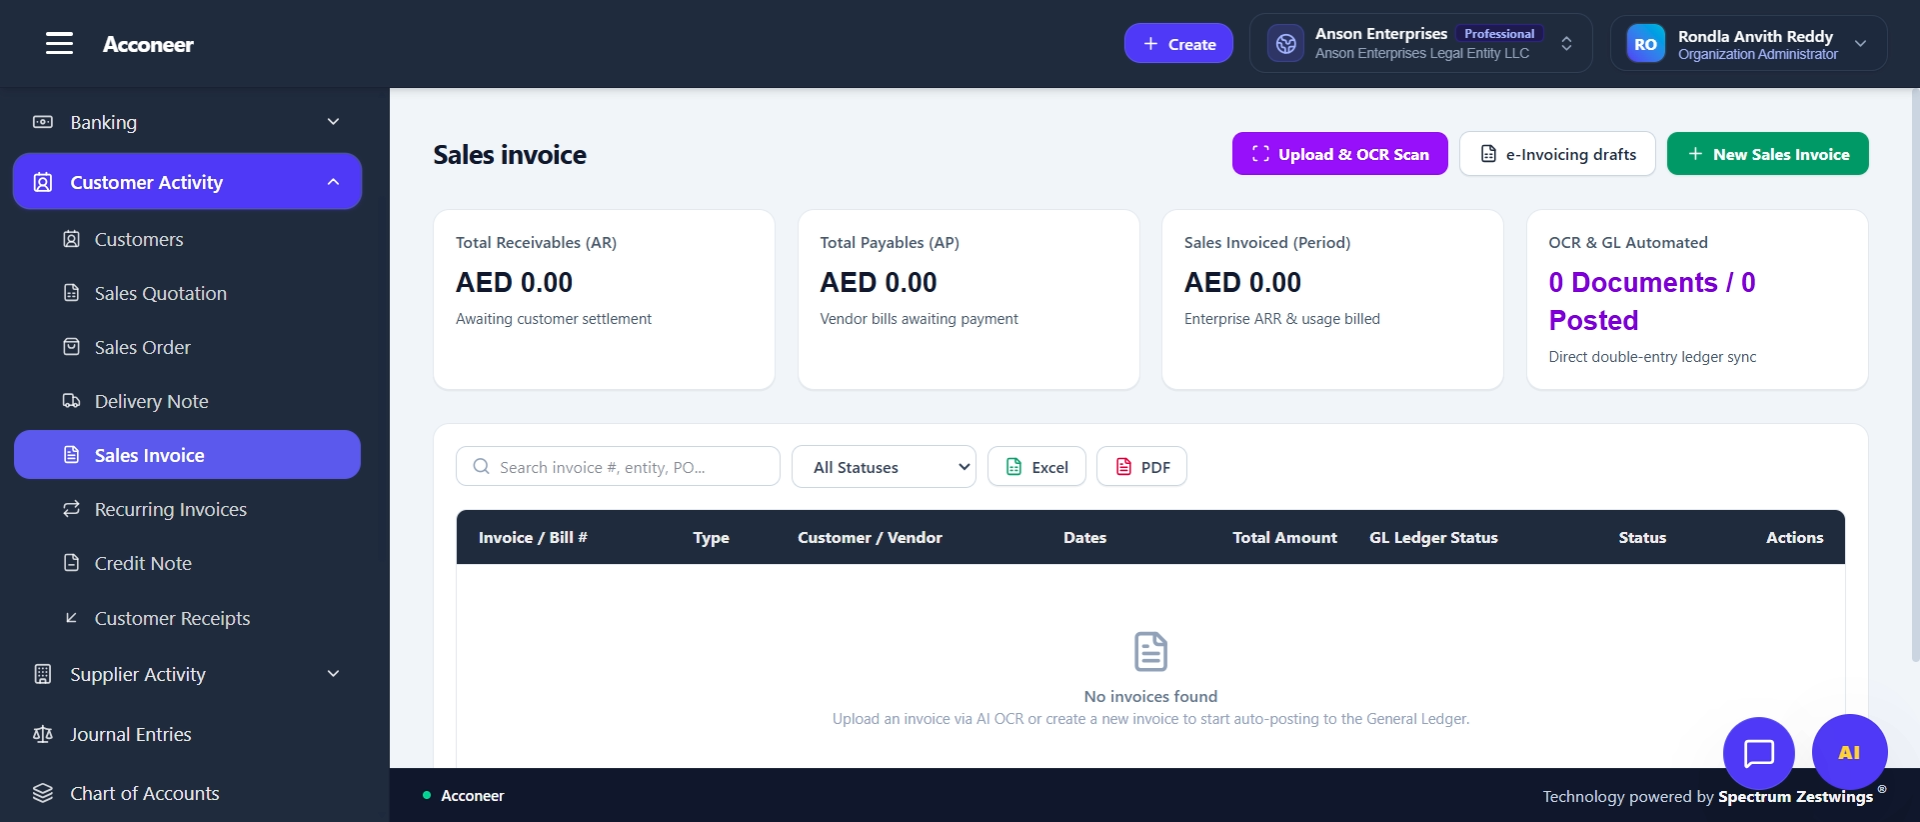 Acconeer
+ Create
Anson Enterprises Professional
Anson Enterprises Legal Entity LLC
RO
Rondla Anvith Reddy
Organization Administrator
Banking
Customer Activity
Customers
Sales Quotation
Sales Order
Delivery Note
Sales Invoice
Recurring Invoices
Credit Note
Customer Receipts
Supplier Activity
Journal Entries
Chart of Accounts
Sales invoice
Upload & OCR Scan
e-Invoicing drafts
+ New Sales Invoice
Total Receivables (AR)
AED 0.00
Awaiting customer settlement
Total Payables (AP)
AED 0.00
Vendor bills awaiting payment
Sales Invoiced (Period)
AED 0.00
Enterprise ARR & usage billed
OCR & GL Automated
0 Documents / 0
Posted
Direct double-entry ledger sync
Search invoice #, entity, PO...
All Statuses
Excel
PDF
Invoice / Bill # Type Customer / Vendor Dates Total Amount GL Ledger Status Status Actions
No invoices found
Upload an invoice via AI OCR or create a new invoice to start auto-posting to the General Ledger.
AI
Acconeer
Technology powered by Spectrum Zestwings ®